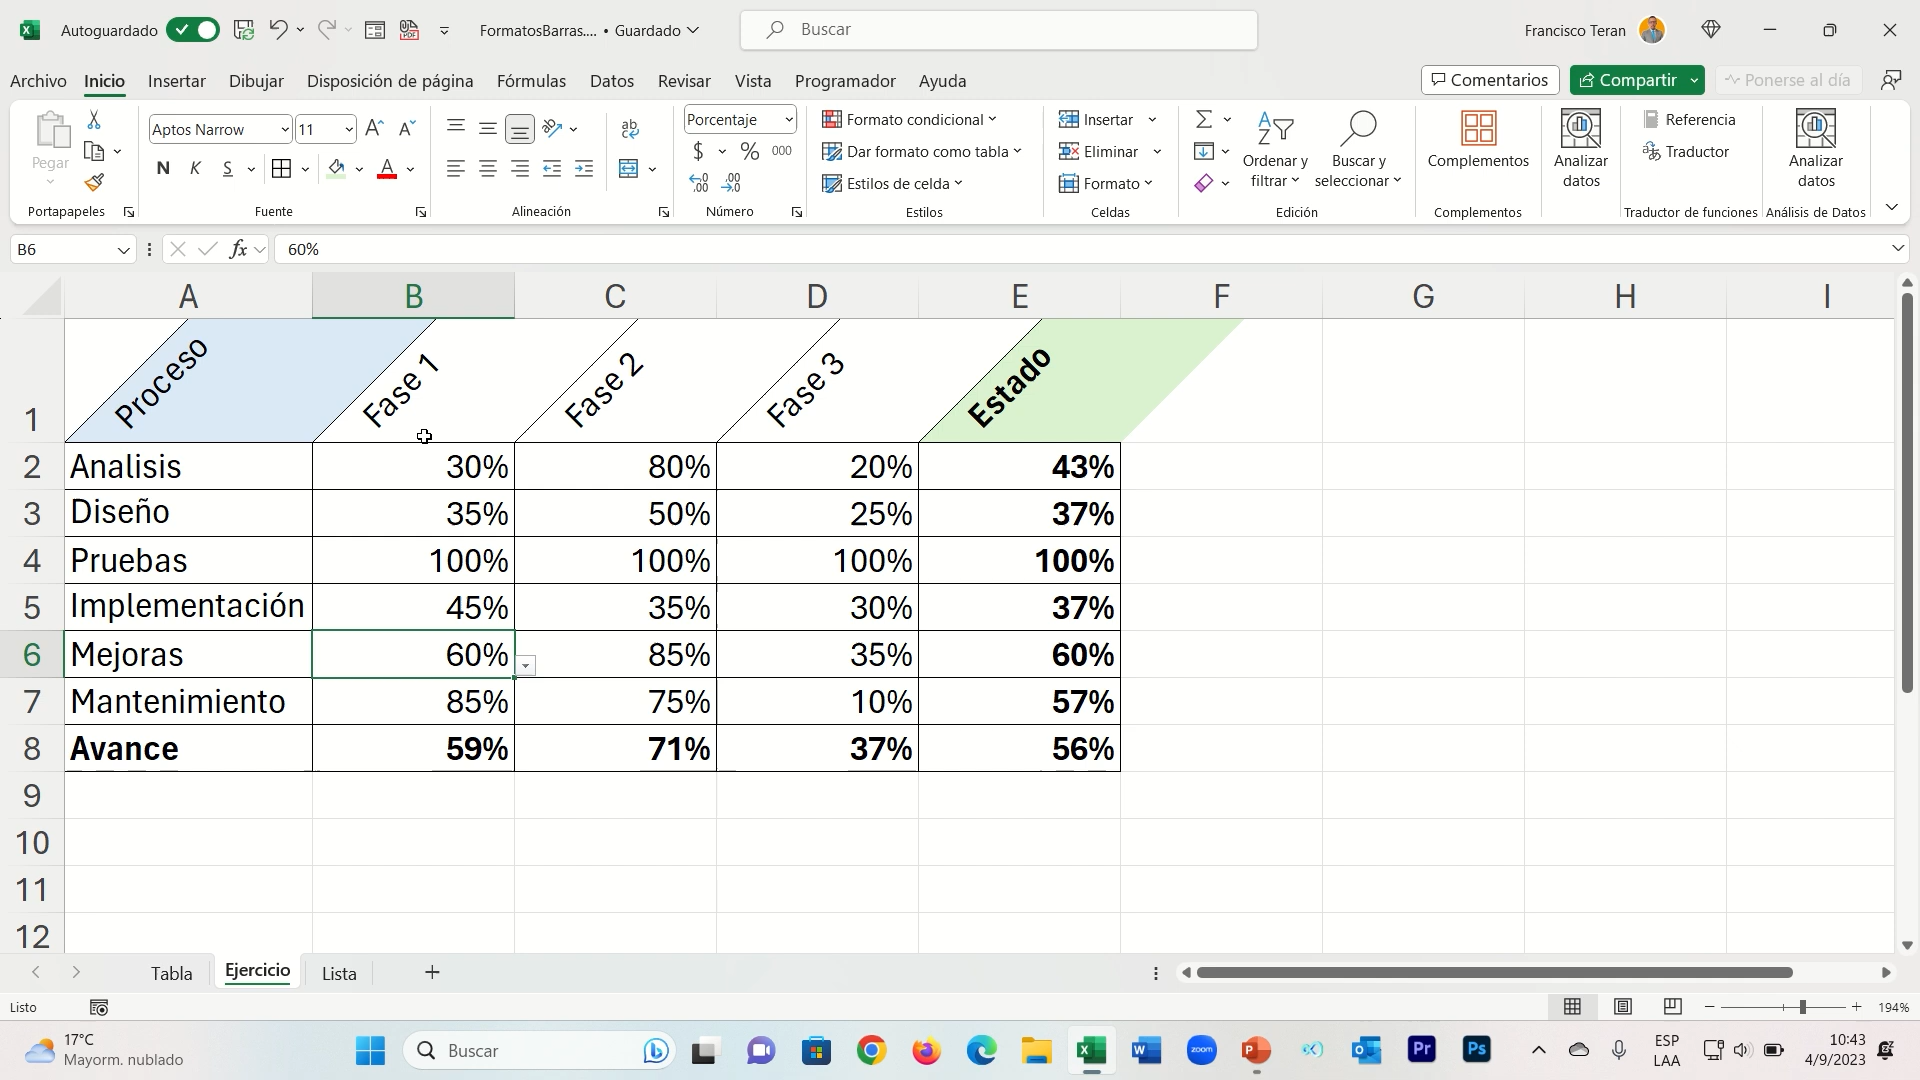 Autoguardado FormatosBarras.... • Guardado Buscar Francisco Teran
Archivo Inicio Insertar Dibujar Disposición de página Fórmulas Datos Revisar Vista Programador Ayuda Comentarios Compartir Ponerse al día
Pegar
Portapapeles
Aptos Narrow 11
N K S
Fuente
ab
Alineación
Porcentaje
$ % 000
Número
Formato condicional
Dar formato como tabla
Estilos de celda
Estilos
Insertar
Eliminar
Formato
Celdas
Ordenar y
filtrar
Buscar y
seleccionar
Edición
Complementos
Complementos
Analizar
datos
Referencia
Traductor
Traductor de funciones
Analizar
datos
Análisis de Datos
B6 fx 60%
A B C D E F G H I
1 Proceso Fase 1 Fase 2 Fase 3 Estado
2 Analisis 30% 80% 20% 43%
3 Diseño 35% 50% 25% 37%
4 Pruebas 100% 100% 100% 100%
5 Implementación 45% 35% 30% 37%
6 Mejoras 60% 85% 35% 60%
7 Mantenimiento 85% 75% 10% 57%
8 Avance 59% 71% 37% 56%
9
10
11
12
Tabla Ejercicio Lista +
Listo 194%
17°C
Mayorm. nublado
Buscar
zoom
Pr
Ps
ESP
LAA
10:43
4/9/2023